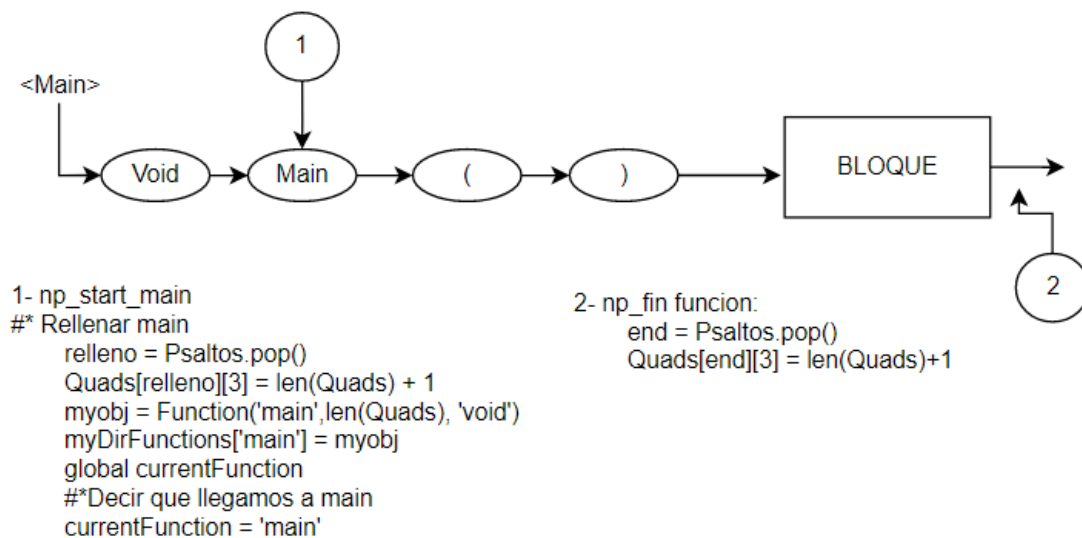 1
<Main>
Void
Main
(
)
BLOQUE
2
1- np_start_main
#* Rellenar main
relleno = Psaltos.pop()
Quads[relleno][3] = len(Quads) + 1
myobj = Function('main',len(Quads), 'void')
myDirFunctions['main'] = myobj
global currentFunction
#*Decir que llegamos a main
currentFunction = 'main'
2- np_fin funcion:
end = Psaltos.pop()
Quads[end][3] = len(Quads)+1